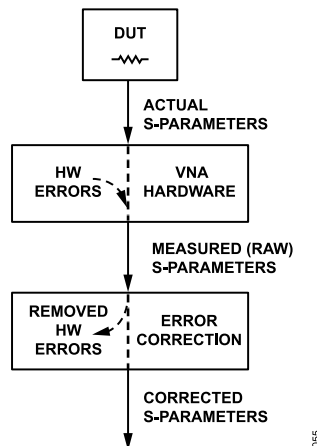 DUT
ACTUAL
S-PARAMETERS
HW
ERRORS
VNA
HARDWARE
MEASURED (RAW)
S-PARAMETERS
REMOVED
HW
ERRORS
ERROR
CORRECTION
CORRECTED
S-PARAMETERS